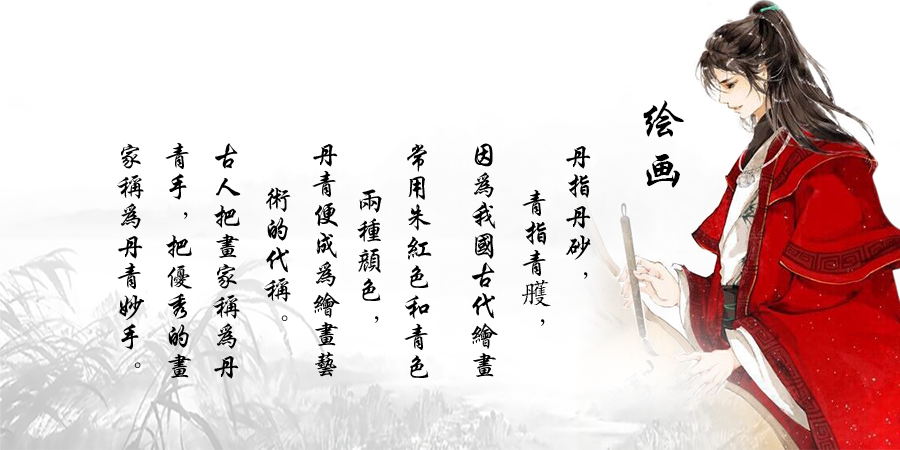 绘画
丹指丹砂，
青指青雘，
因爲我國古代繪畫
常用朱紅色和青色
兩種顏色，
丹青便成爲繪畫藝
術的代稱。
古人把畫家稱爲丹
青手，把優秀的畫
家稱爲丹青妙手。